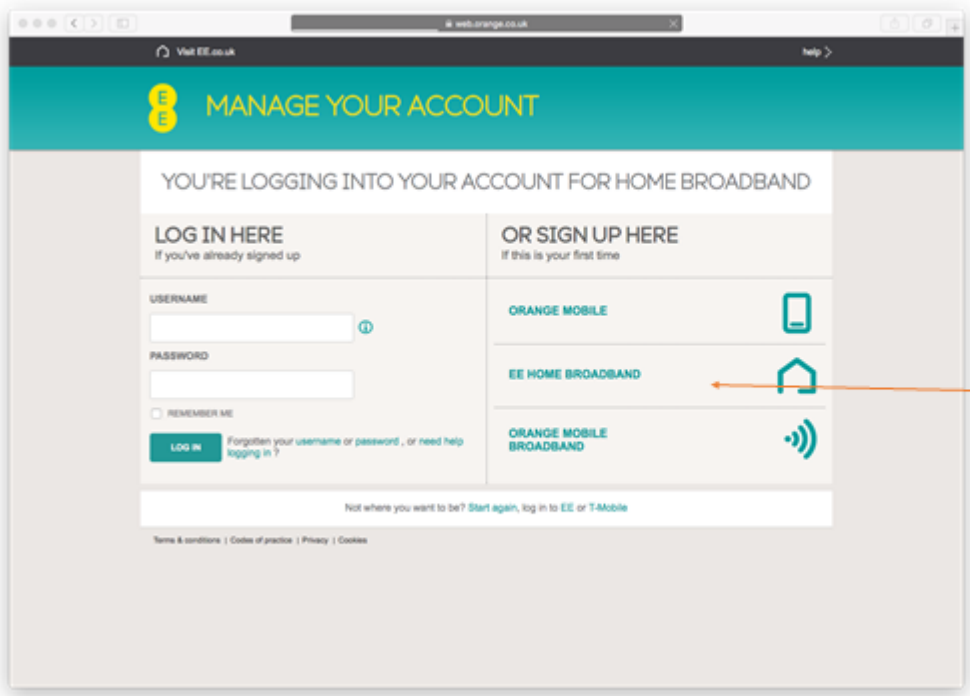 web.orange.co.uk
Visit EE.co.uk
help
E
E
MANAGE YOUR ACCOUNT
YOU'RE LOGGING INTO YOUR ACCOUNT FOR HOME BROADBAND
LOG IN HERE
If you've already signed up
OR SIGN UP HERE
If this is your first time
USERNAME
PASSWORD
REMEMBER ME
LOG IN
Forgotten your username or password , or need help
logging in ?
ORANGE MOBILE
EE HOME BROADBAND
ORANGE MOBILE
BROADBAND
Not where you want to be? Start again, log in to EE or T-Mobile
Terms & conditions | Codes of practice | Privacy | Cookies